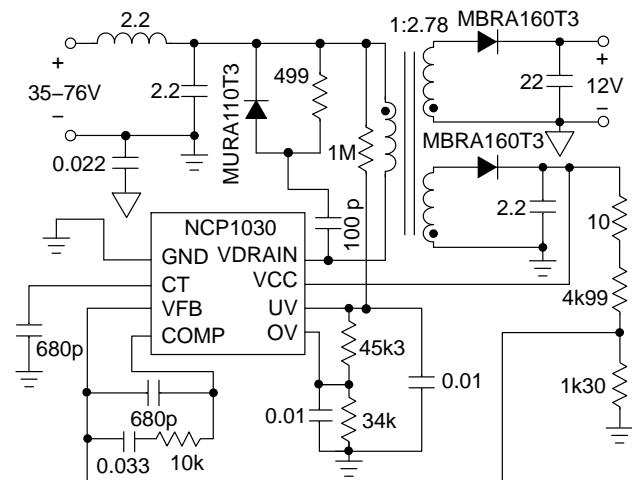 2.2
1:2.78
MBRA160T3
+
35–76V
–
2.2
MURA110T3
499
1M
22
+
12V
–
MBRA160T3
0.022
100 p
2.2
10
NCP1030
GND
VDRAIN
CT
VCC
VFB
UV
COMP
OV
4k99
680p
45k3
0.01
1k30
680p
0.01
34k
0.033
10k